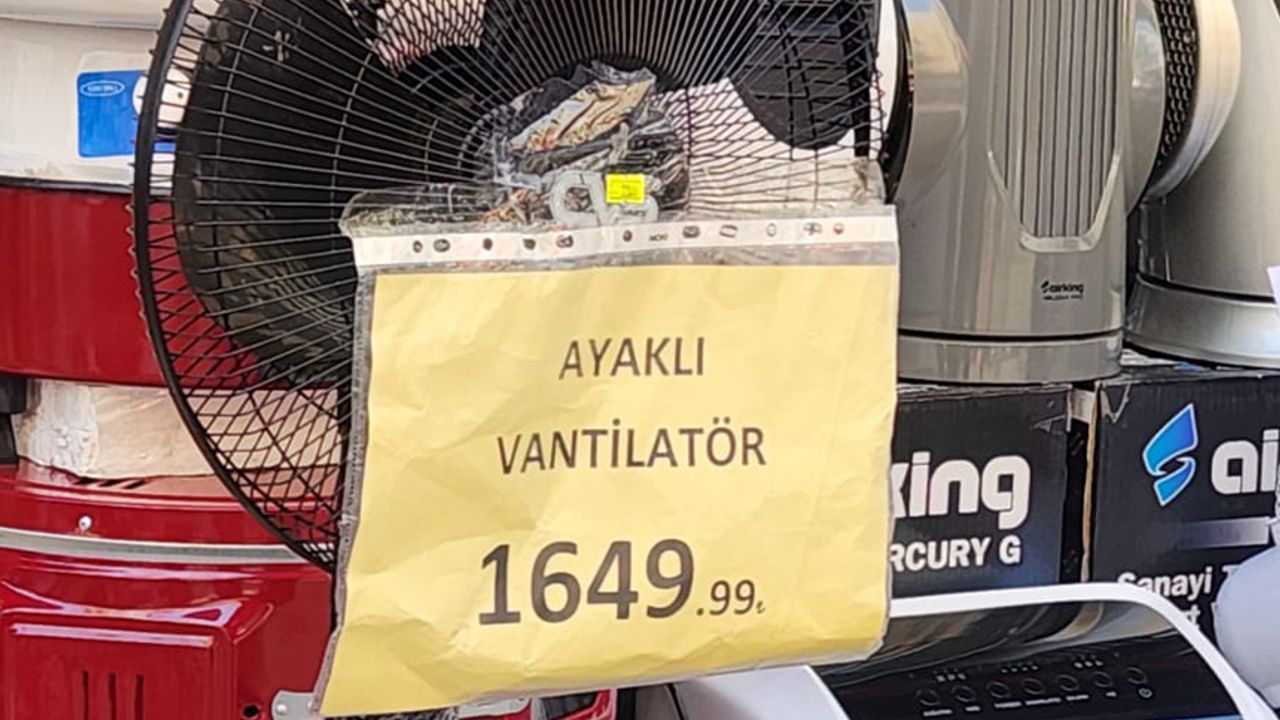 AYAKLI
VANTİLATÖR
1649.99₺
airking
king
RCURY G
ai
Sanayi